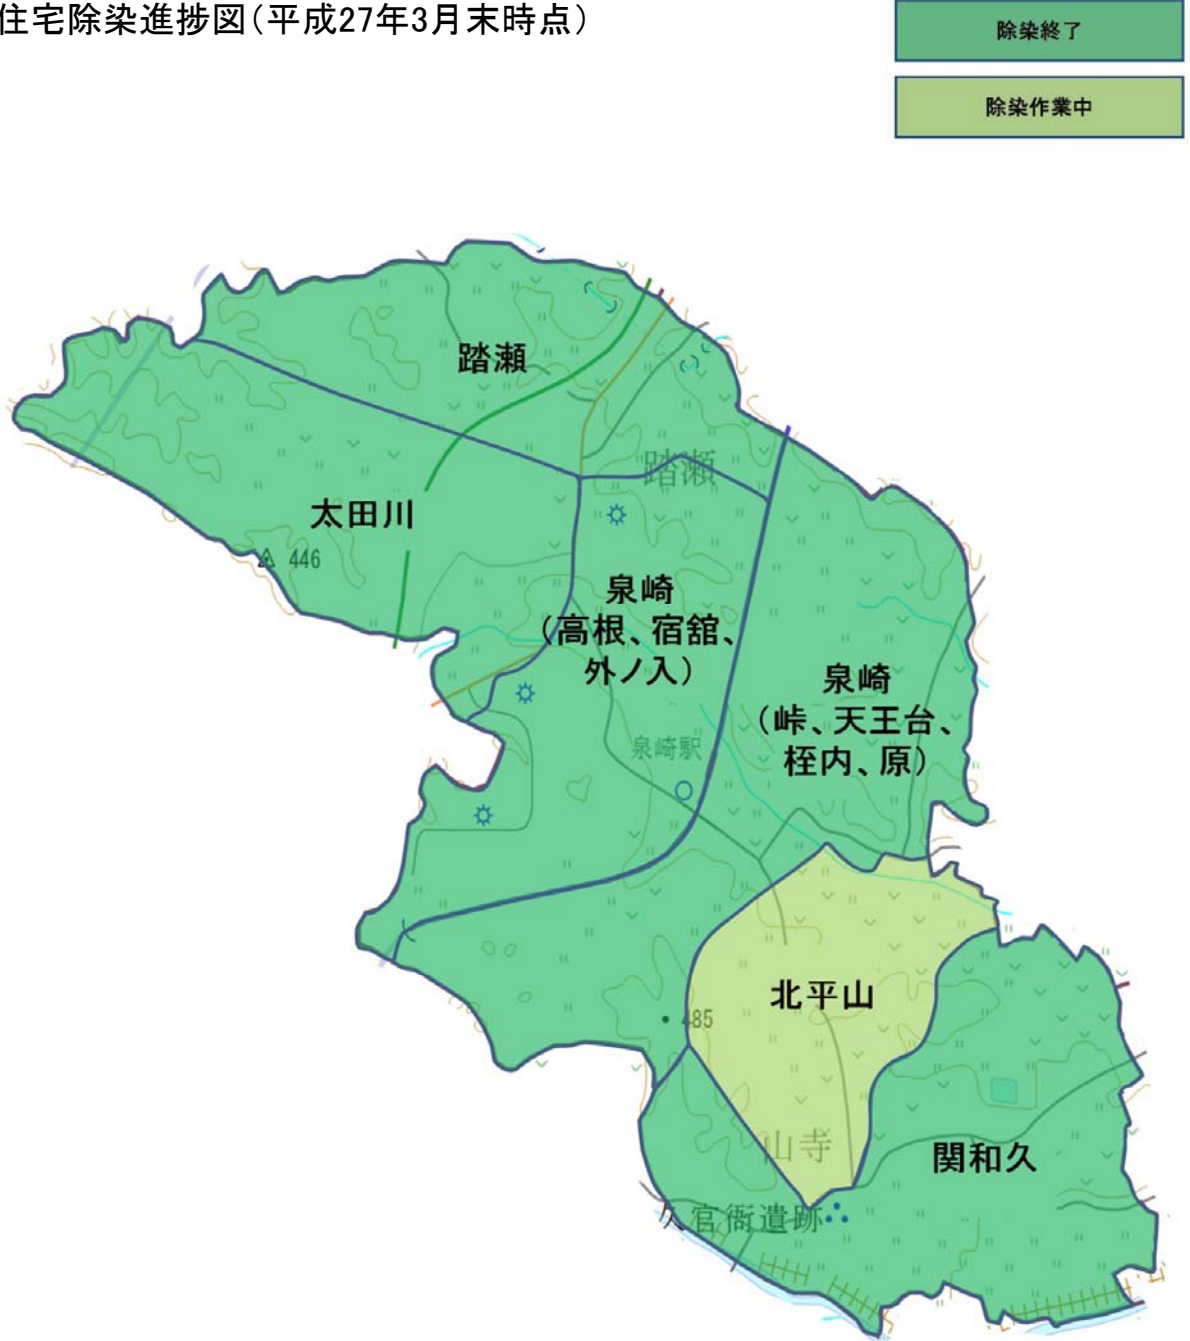 住宅除染進捗図(平成27年3月末時点)
除染終了
除染作業中
踏瀬
踏瀬
太田川
446
泉崎
(高根、宿舘、
外ノ入)
泉崎
(峠、天王台、
桎内、原)
泉崎駅
北平山
485
山寺
関和久
久官衙遺跡